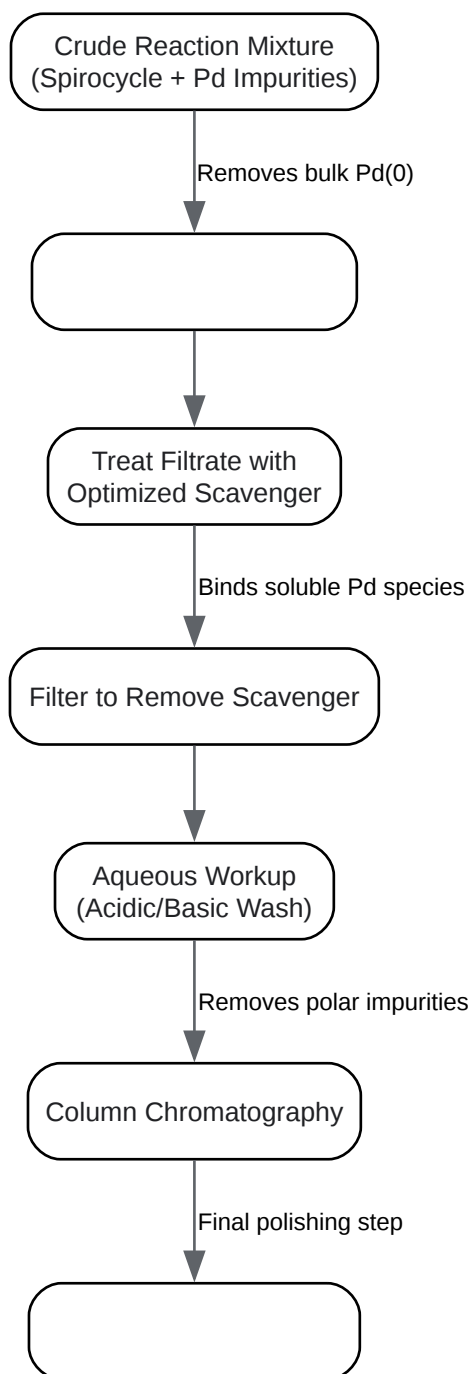 Crude Reaction Mixture
(Spirocycle + Pd Impurities)
Removes bulk Pd(0)
Treat Filtrate with
Optimized Scavenger
Binds soluble Pd species
Filter to Remove Scavenger
Aqueous Workup
(Acidic/Basic Wash)
Removes polar impurities
Column Chromatography
Final polishing step